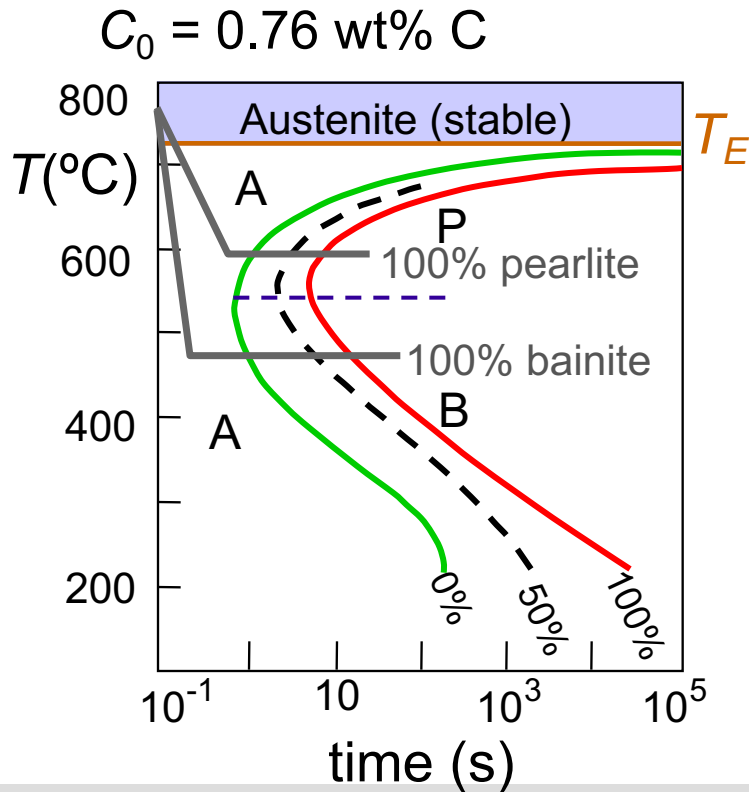 C₀ = 0.76 wt% C
800
Austenite (stable)
T_E
T(ºC)
A
P
600
100% pearlite
100% bainite
B
400
A
200
0%
50%
100%
10⁻¹ 10 10³ 10⁵
time (s)